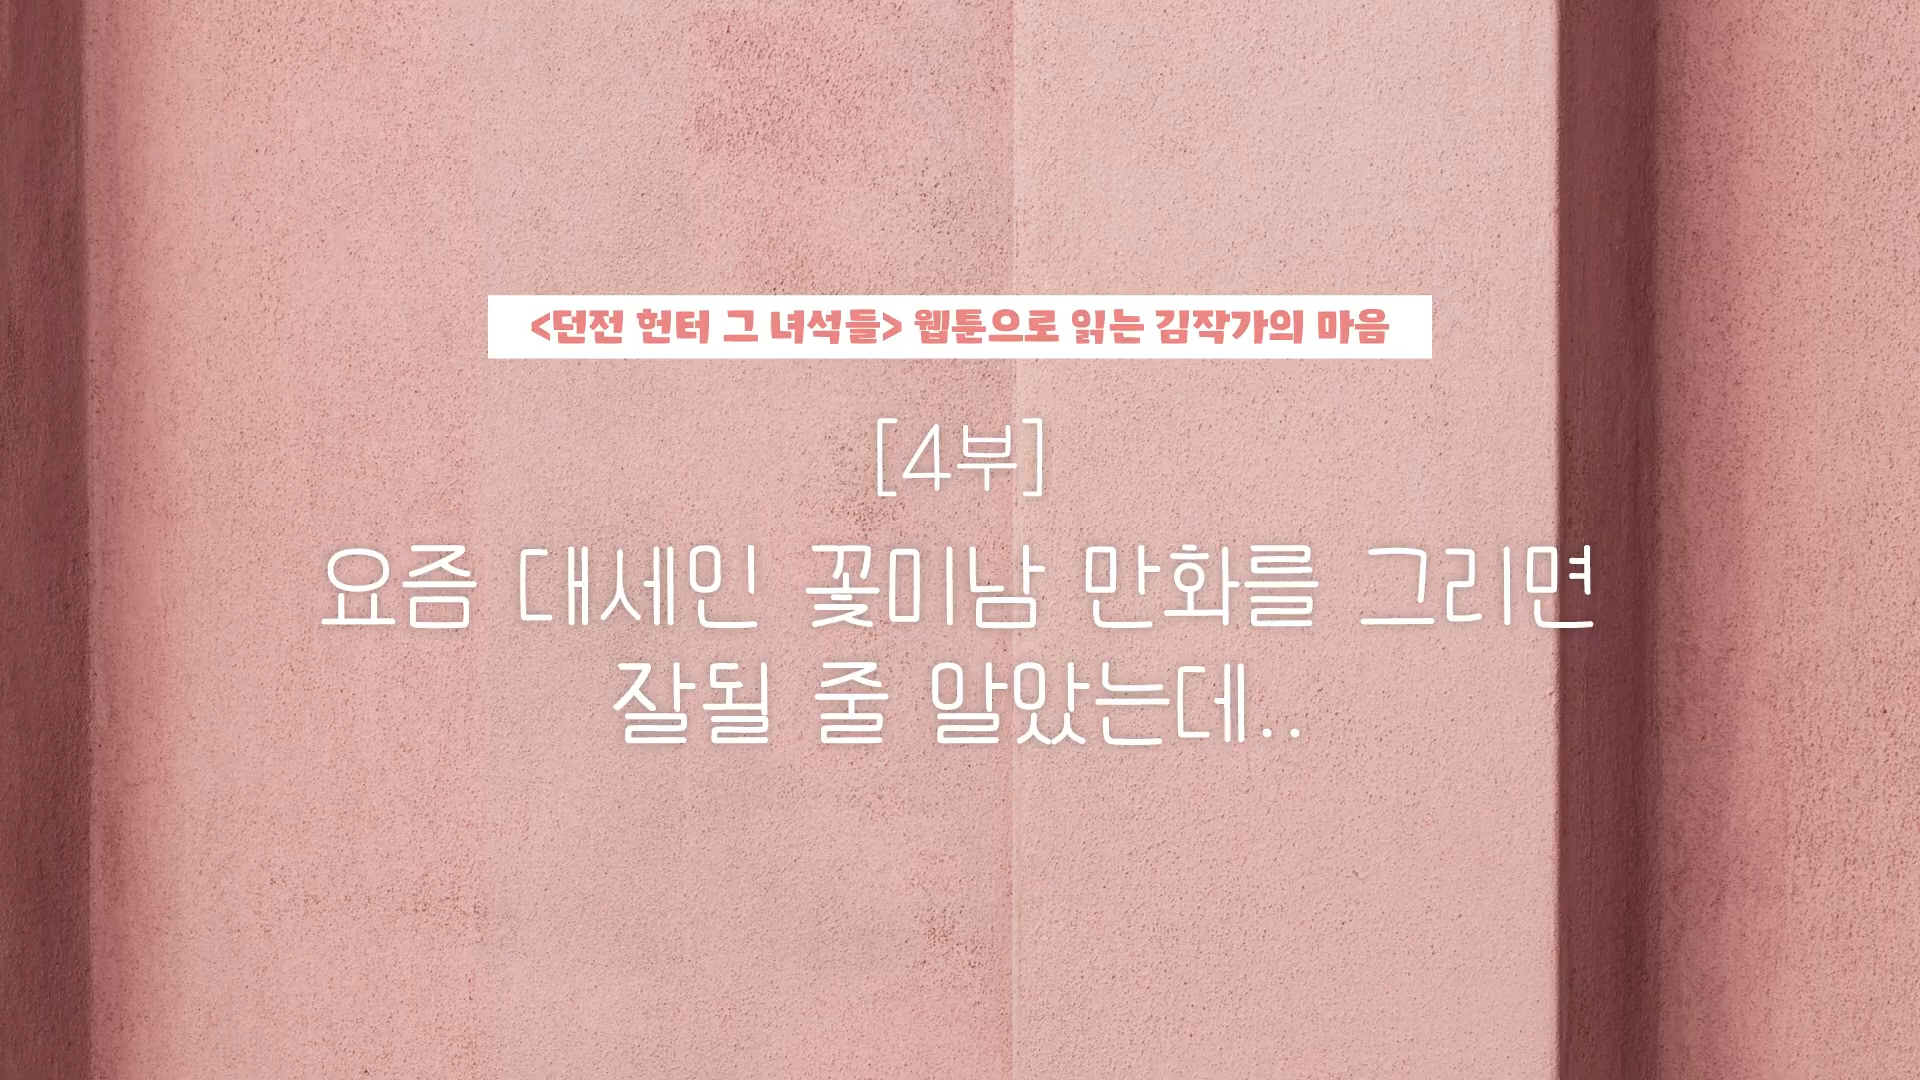 <던전 헌터 그 녀석들> 웹툰으로 읽는 김작가의 마음
[4부]
요즘 대세인 꽃미남 만화를 그리면
잘될 줄 알았는데..